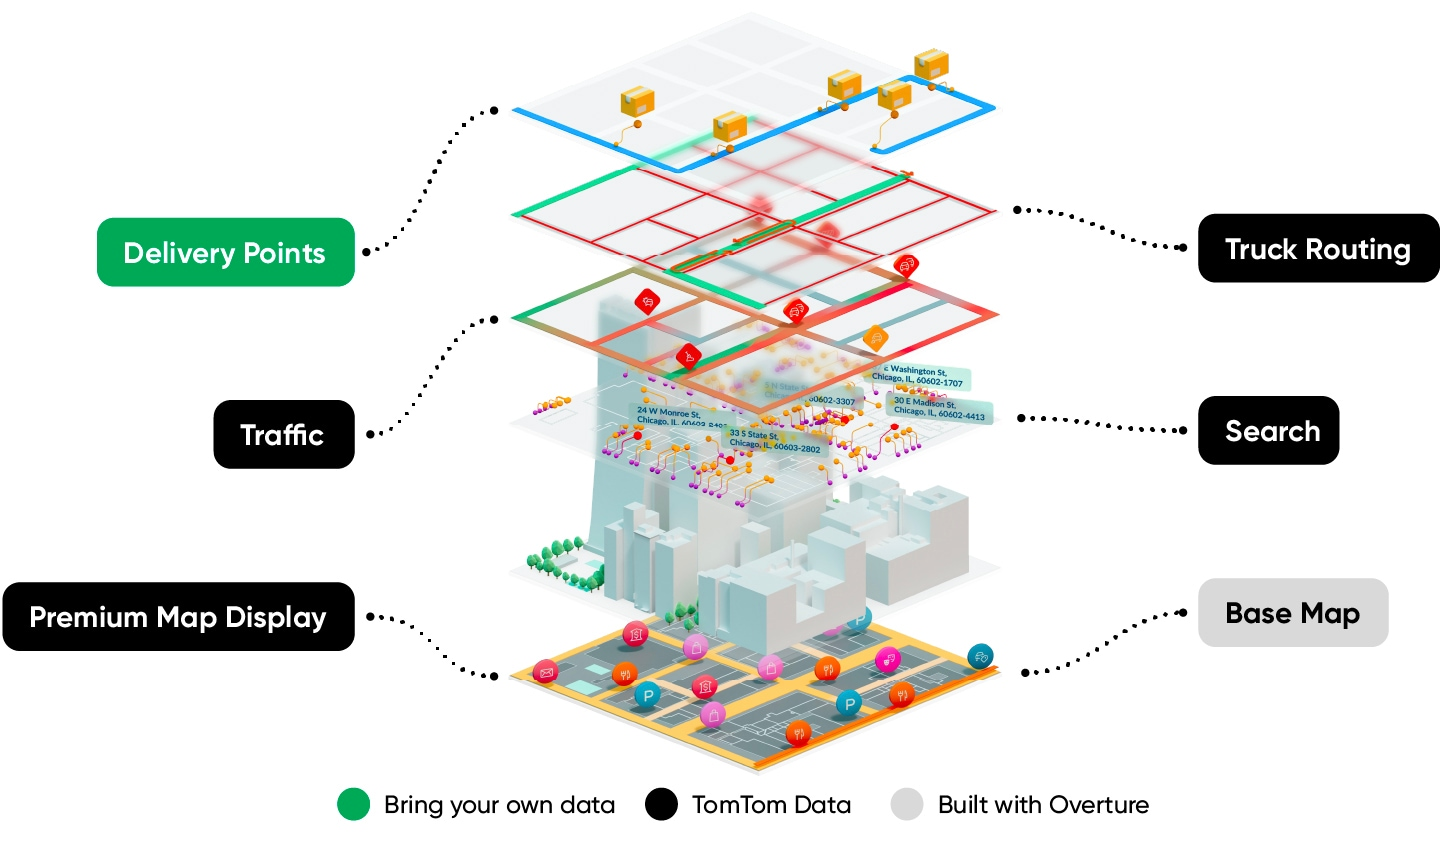 Delivery Points
Truck Routing
Traffic
Search
E Washington St,
Chicago, IL, 60602-1707
60602-3307
30 E Madison St,
Chicago, IL, 60602-4413
24 W Monroe St,
Chicago, IL,
33 S State St,
Chicago, IL, 60603-2802
Premium Map Display
Base Map
P
P
P
Bring your own data
TomTom Data
Built with Overture